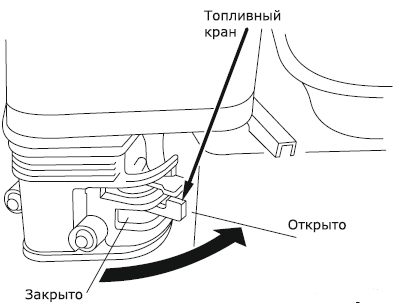 Топливный
кран
Открыто
Закрыто